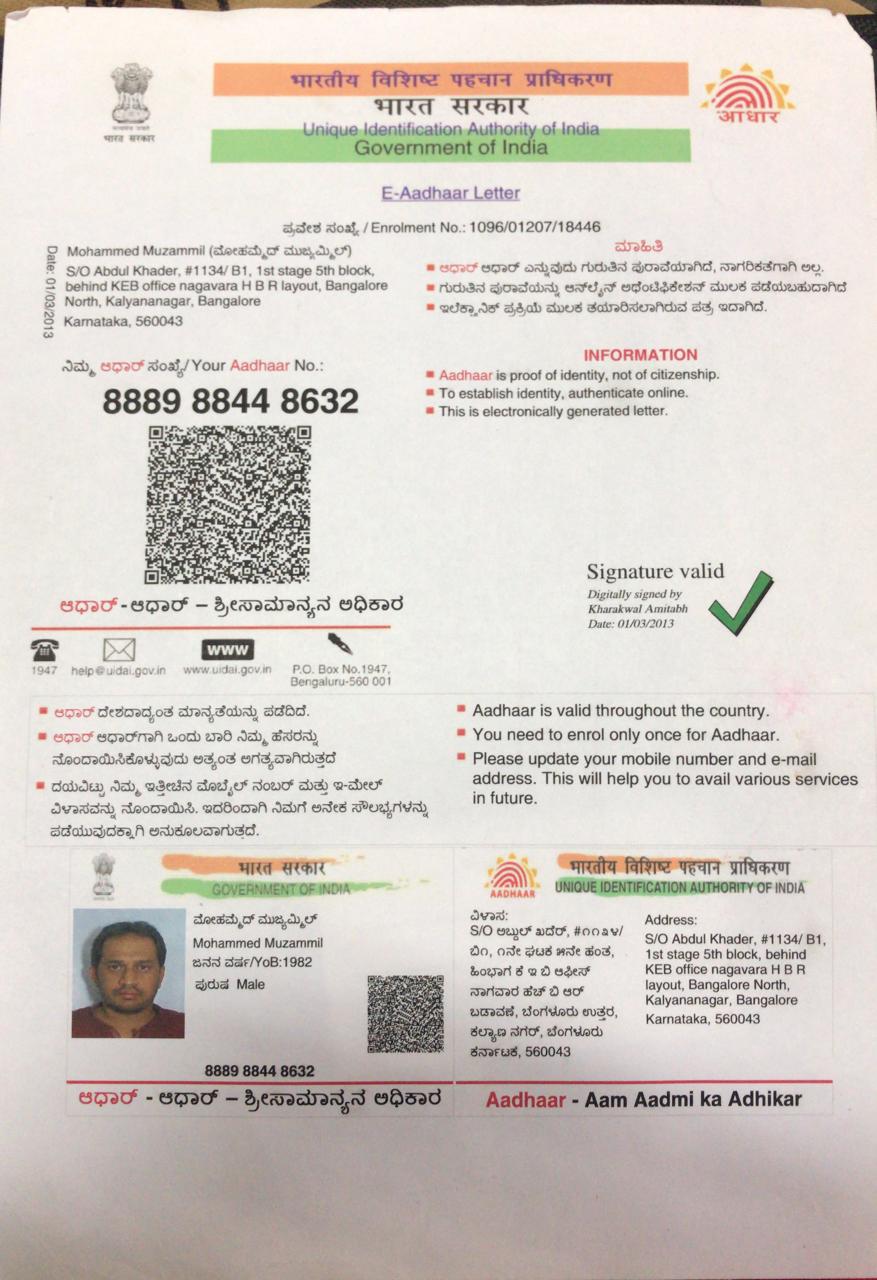 भारतीय विशिष्ट पहचान प्राधिकरण
भारत सरकार
Unique Identification Authority of India
Government of India
सत्यमेव जयते
भारत सरकार
आधार
E-Aadhaar Letter
ಪ್ರವೇಶ ಸಂಖ್ಯೆ / Enrolment No.: 1096/01207/18446
Date: 01/03/2013
Mohammed Muzammil (ಮೋಹಮ್ಮೆದ್ ಮುಜ್ಯಮ್ಮಿಲ್)
S/O Abdul Khader, #1134/ B1, 1st stage 5th block,
behind KEB office nagavara H B R layout, Bangalore
North, Kalyananagar, Bangalore
Karnataka, 560043
ಮಾಹಿತಿ
ಆಧಾರ್ ಆಧಾರ್ ಎನ್ನುವುದು ಗುರುತಿನ ಪುರಾವೆಯಾಗಿದೆ, ನಾಗರಿಕತೆಗಾಗಿ ಅಲ್ಲ.
ಗುರುತಿನ ಪುರಾವೆಯನ್ನು ಆನ್‌ಲೈನ್ ಅಥೆಂಟಿಫಿಕೇಶನ್ ಮುಲಕ ಪಡೆಯಬಹುದಾಗಿದೆ
ಇಲೆಕ್ತ್ರಾನಿಕ್ ಪ್ರಕ್ರಿಯೆ ಮುಲಕ ತಯಾರಿಸಲಾಗಿರುವ ಪತ್ರ ಇದಾಗಿದೆ.
ನಿಮ್ಮ ಆಧಾರ್ ಸಂಖ್ಯೆ/ Your Aadhaar No.:
8889 8844 8632
INFORMATION
Aadhaar is proof of identity, not of citizenship.
To establish identity, authenticate online.
This is electronically generated letter.
Signature valid
Digitally signed by
Kharakwal Amitabh
Date: 01/03/2013
ಆಧಾರ್ -ಆಧಾರ್ – ಶ್ರೀಸಾಮಾನ್ಯನ ಅಧಿಕಾರ
1947
help@uidai.gov.in
www
www.uidai.gov.in
P.O. Box No.1947,
Bengaluru-560 001
ಆಧಾರ್ ದೇಶದಾದ್ಯಂತ ಮಾನ್ಯತೆಯನ್ನು ಪಡೆದಿದೆ.
ಆಧಾರ್ ಆಧಾರ್‌ಗಾಗಿ ಒಂದು ಬಾರಿ ನಿಮ್ಮ ಹೆಸರನ್ನು
ನೊಂದಾಯಿಸಿಕೊಳ್ಳುವುದು ಅತ್ಯಂತ ಅಗತ್ಯವಾಗಿರುತ್ತದೆ
ದಯವಿಟ್ಟು ನಿಮ್ಮ ಇತ್ತೀಚಿನ ಮೊಬೈಲ್ ನಂಬರ್ ಮತ್ತು ಇ-ಮೇಲ್
ವಿಳಾಸವನ್ನು ನೊಂದಾಯಿಸಿ. ಇದರಿಂದಾಗಿ ನಿಮಗೆ ಅನೇಕ ಸೌಲಭ್ಯಗಳನ್ನು
ಪಡೆಯುವುದಕ್ಕಾಗಿ ಅನುಕೂಲವಾಗುತ್ತದೆ.
Aadhaar is valid throughout the country.
You need to enrol only once for Aadhaar.
Please update your mobile number and e-mail
address. This will help you to avail various services
in future.
भारत सरकार
GOVERNMENT OF INDIA
ಮೋಹಮ್ಮೆದ್ ಮುಜ್ಯಮ್ಮಿಲ್
Mohammed Muzammil
ಜನನ ವರ್ಷ/YoB:1982
ಪುರುಷ Male
8889 8844 8632
ಆಧಾರ್ - ಆಧಾರ್ – ಶ್ರೀಸಾಮಾನ್ಯನ ಅಧಿಕಾರ
AADHAAR
भारतीय विशिष्ट पहचान प्राधिकरण
UNIQUE IDENTIFICATION AUTHORITY OF INDIA
ವಿಳಾಸ:
S/O ಅಬ್ದುಲ್ ಖದೆರ್, #೧೧೩೪/
ಬಿ೧, ೧ನೇ ಘಟಕ ೫ನೇ ಹಂತ,
ಹಿಂಭಾಗ ಕೆ ಇ ಬಿ ಆಫೀಸ್
ನಾಗವಾರ ಹೆಚ್ ಬಿ ಆರ್
ಬಡಾವಣೆ, ಬೆಂಗಳೂರು ಉತ್ತರ,
ಕಲ್ಯಾಣ ನಗರ್, ಬೆಂಗಳೂರು
ಕರ್ನಾಟಕ, 560043
Address:
S/O Abdul Khader, #1134/ B1,
1st stage 5th block, behind
KEB office nagavara H B R
layout, Bangalore North,
Kalyananagar, Bangalore
Karnataka, 560043
Aadhaar - Aam Aadmi ka Adhikar